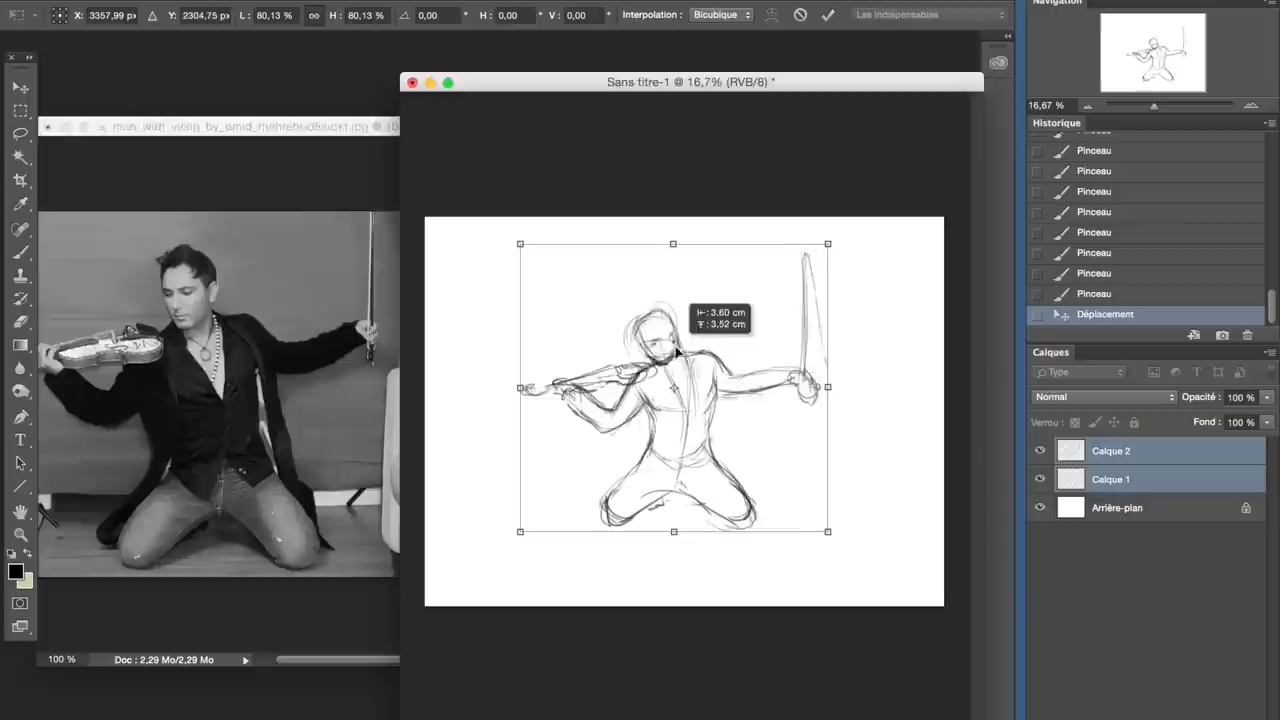 X: 3357,99 px Y: 2304,75 px L: 80,13 % H: 80,13 % 0,00 ° H: 0,00 ° V: 0,00 ° Interpolation : Bicubique Les indispensables
Navigation
Sans titre-1 @ 16,7% (RVB/8) *
16,67 %
Historique
Pinceau
Pinceau
Pinceau
Pinceau
Pinceau
Pinceau
Pinceau
Pinceau
Pinceau
Déplacement
: 3.60 cm
: 3.52 cm
Calques
Type
Normal Opacité : 100 %
Verrou : Fond : 100 %
Calque 2
Calque 1
Arrière-plan
100 % Doc : 2,29 Mo/2,29 Mo